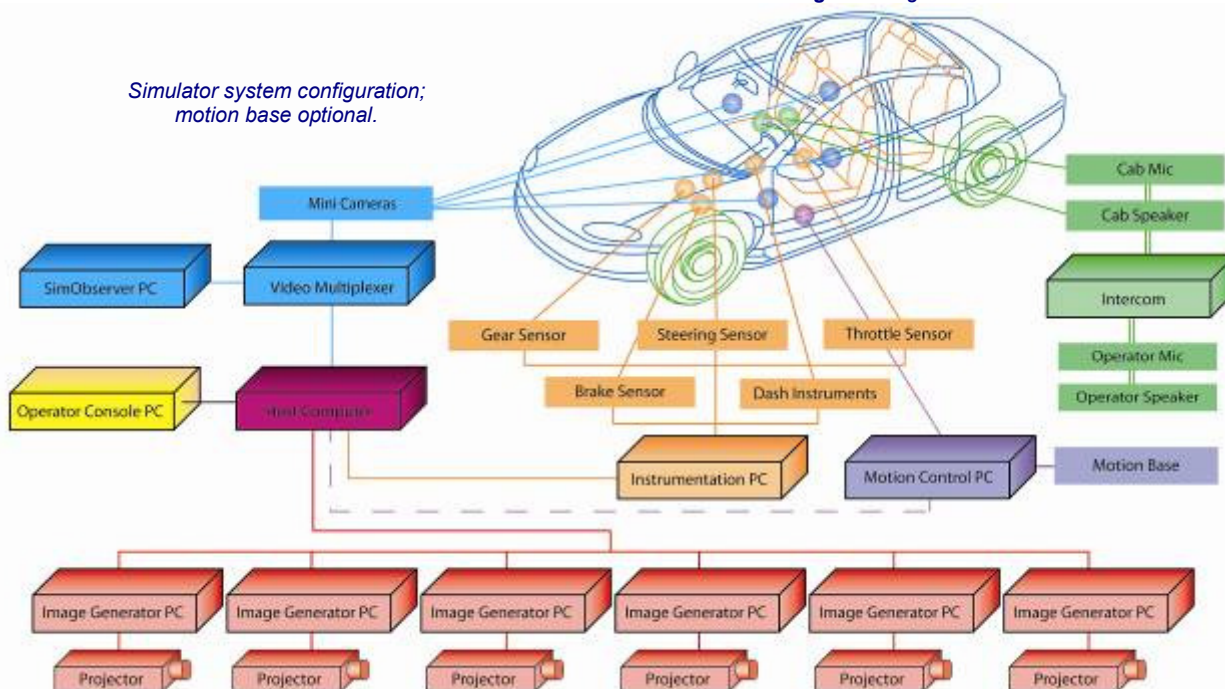 Simulator system configuration;
motion base optional.
Mini Cameras
Cab Mic
Cab Speaker
SimObserver PC
Video Multiplexer
Intercom
Gear Sensor
Steering Sensor
Throttle Sensor
Operator Mic
Brake Sensor
Dash Instruments
Operator Speaker
Operator Console PC
Host Computer
Instrumentation PC
Motion Control PC
Motion Base
Image Generator PC
Image Generator PC
Image Generator PC
Image Generator PC
Image Generator PC
Image Generator PC
Projector
Projector
Projector
Projector
Projector
Projector